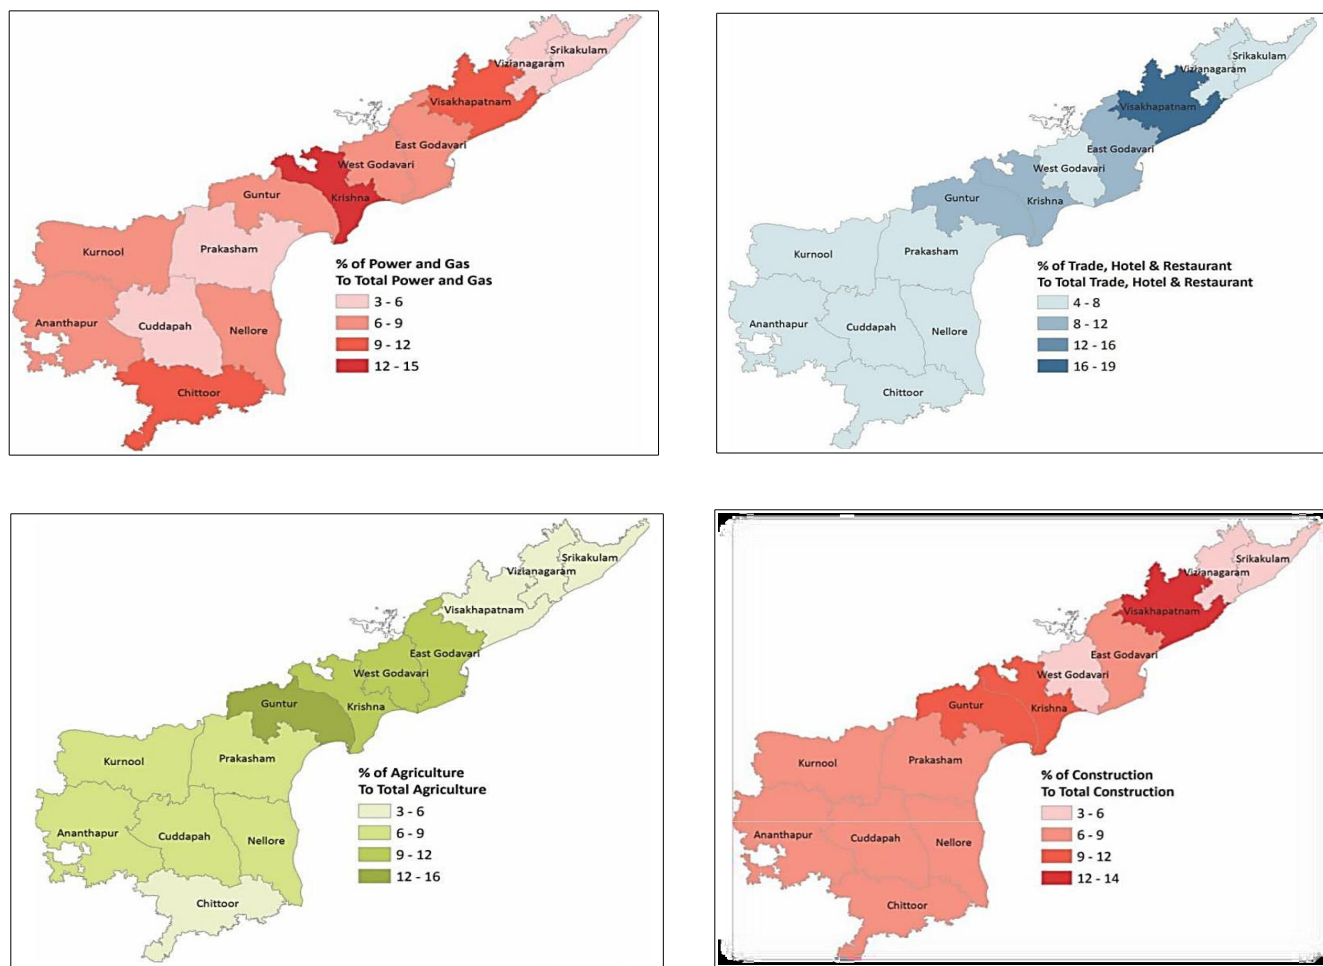 Srikakulam
Vizianagaram
Visakhapatnam
East Godavari
West Godavari
Guntur
Krishna
Prakasham
Kurnool
Ananthapur
Cuddapah
Nellore
Chittoor
% of Power and Gas
To Total Power and Gas
3 - 6
6 - 9
9 - 12
12 - 15
Srikakulam
Vizianagaram
Visakhapatnam
East Godavari
West Godavari
Guntur
Krishna
Prakasham
Kurnool
Ananthapur
Cuddapah
Nellore
Chittoor
% of Trade, Hotel & Restaurant
To Total Trade, Hotel & Restaurant
4 - 8
8 - 12
12 - 16
16 - 19
Srikakulam
Vizianagaram
Visakhapatnam
East Godavari
West Godavari
Guntur
Krishna
Prakasham
Kurnool
Ananthapur
Cuddapah
Nellore
Chittoor
% of Agriculture
To Total Agriculture
3 - 6
6 - 9
9 - 12
12 - 16
Srikakulam
Vizianagaram
Visakhapatnam
East Godavari
West Godavari
Guntur
Krishna
Prakasham
Kurnool
Ananthapur
Cuddapah
Nellore
Chittoor
% of Construction
To Total Construction
3 - 6
6 - 9
9 - 12
12 - 14